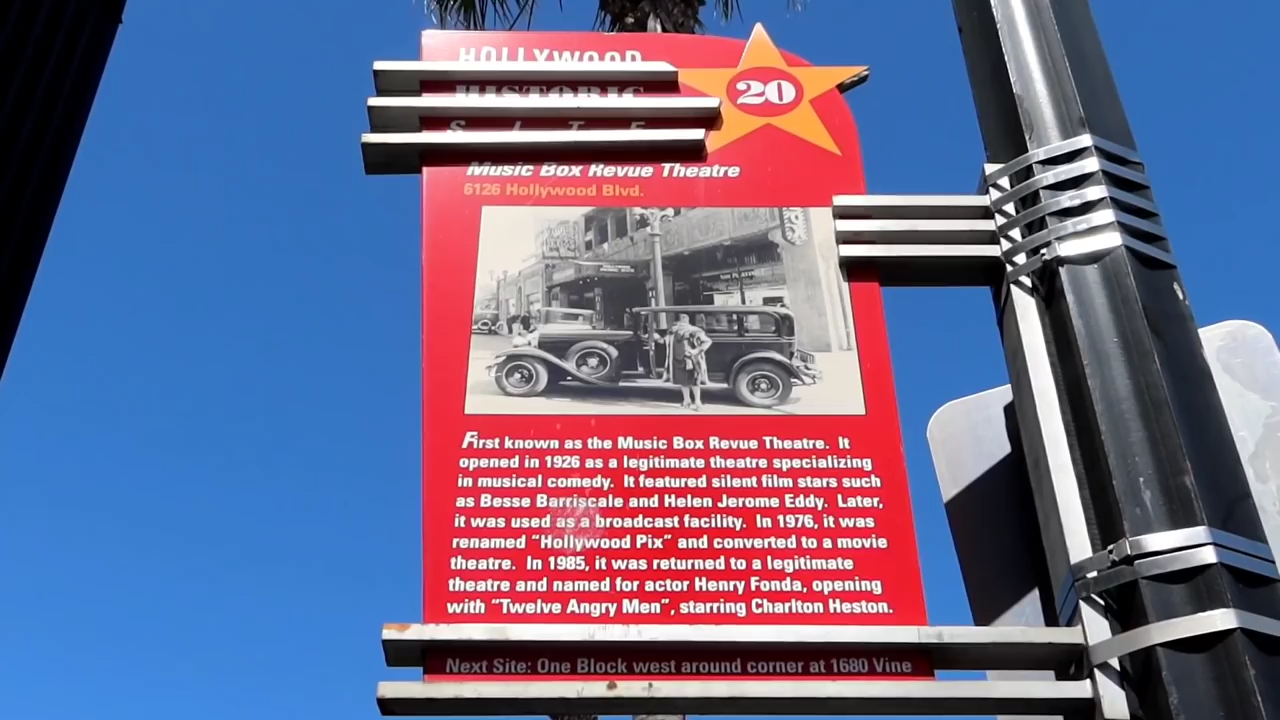 HOLLYWOOD
HISTORIC
SITE
20
Music Box Revue Theatre
6126 Hollywood Blvd.
First known as the Music Box Revue Theatre. It
opened in 1926 as a legitimate theatre specializing
in musical comedy. It featured silent film stars such
as Besse Barriscale and Helen Jerome Eddy. Later,
it was used as a broadcast facility. In 1976, it was
renamed “Hollywood Pix” and converted to a movie
theatre. In 1985, it was returned to a legitimate
theatre and named for actor Henry Fonda, opening
with “Twelve Angry Men”, starring Charlton Heston.
Next Site: One Block west around corner at 1680 Vine